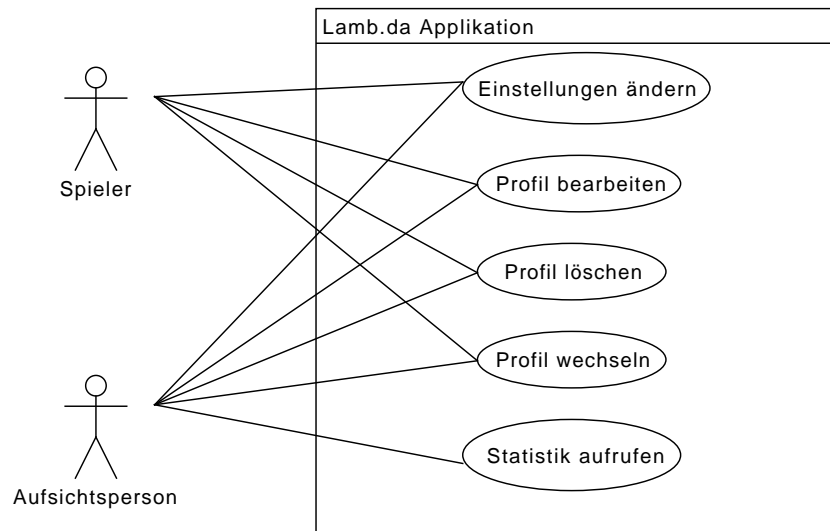 Lamb.da Applikation
Einstellungen ändern
Spieler
Profil bearbeiten
Profil löschen
Profil wechseln
Statistik aufrufen
Aufsichtsperson